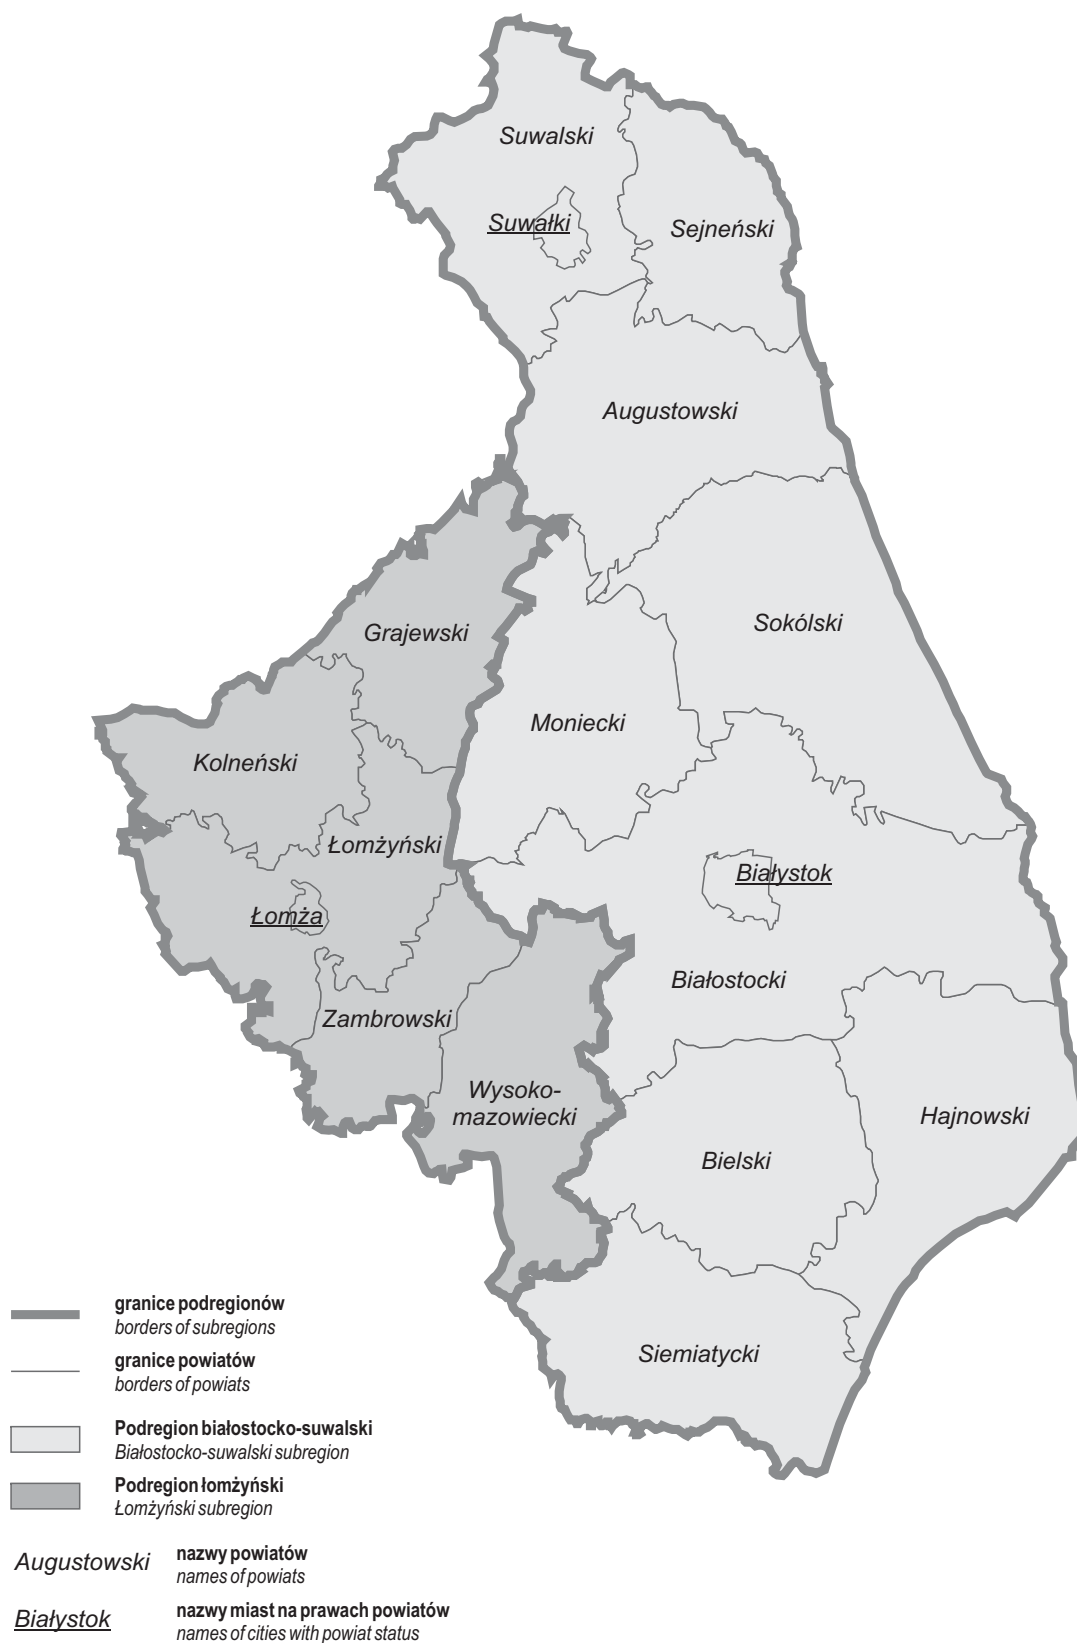 Suwalski
Suwałki
Sejneński
Augustowski
Grajewski
Sokólski
Moniecki
Kolneński
Łomżyński
Białystok
Łomża
Białostocki
Zambrowski
Wysoko-
mazowiecki
Hajnowski
Bielski
Siemiatycki
granice podregionów
borders of subregions
granice powiatów
borders of powiats
Podregion białostocko-suwalski
Białostocko-suwalski subregion
Podregion łomżyński
Łomżyński subregion
Augustowski nazwy powiatów
names of powiats
Białystok nazwy miast na prawach powiatów
names of cities with powiat status